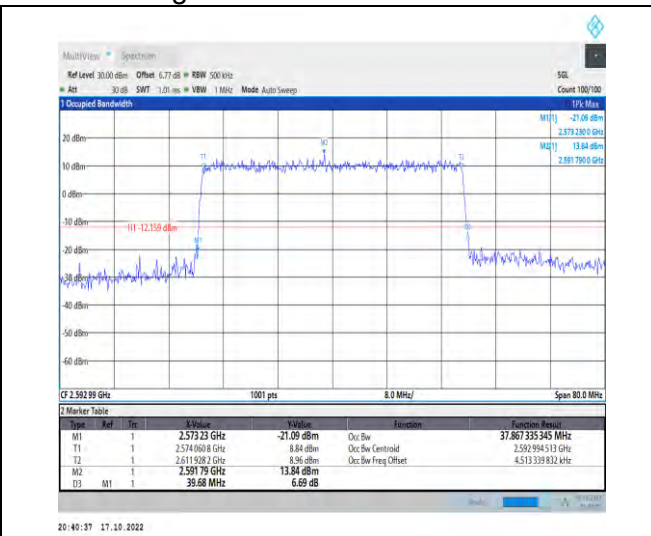 MultiView Spectrum
Ref Level 30.00 dBm Offset 6.77 dB RBW 500 kHz SGL
Att 30 dB SWT 1.01 ms VBW 1 MHz Mode Auto Sweep Count 100/100
1 Occupied Bandwidth 1Pk Max
M1[1] -21.09 dBm
2.573 230 0 GHz
M2[1] 13.84 dBm
2.591 790 0 GHz
20 dBm
M2
T1 T2
10 dBm
0 dBm
-10 dBm
H1 -12.159 dBm
M1
-20 dBm
-30 dBm
-40 dBm
-50 dBm
-60 dBm
CF 2.592 99 GHz 1001 pts 8.0 MHz/ Span 80.0 MHz
2 Marker Table
Type Ref Trc X-Value Y-Value Function Function Result
M1 1 2.573 23 GHz -21.09 dBm Occ Bw 37.867 335 345 MHz
T1 1 2.574 060 8 GHz 8.84 dBm Occ Bw Centroid 2.592 994 513 GHz
T2 1 2.611 928 2 GHz 8.96 dBm Occ Bw Freq Offset 4.513 339 832 kHz
M2 1 2.591 79 GHz 13.84 dBm
D3 M1 1 39.68 MHz 6.69 dB
20:40:37 17.10.2022